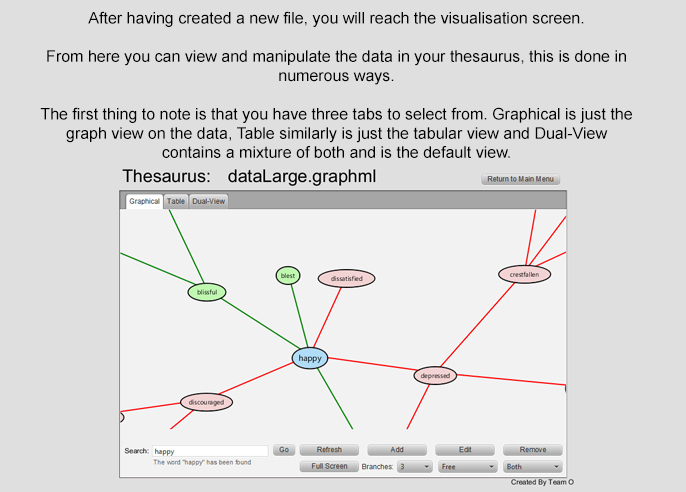 After having created a new file, you will reach the visualisation screen.
From here you can view and manipulate the data in your thesaurus, this is done in
numerous ways.
The first thing to note is that you have three tabs to select from. Graphical is just the
graph view on the data, Table similarly is just the tabular view and Dual-View
contains a mixture of both and is the default view.
Thesaurus: dataLarge.graphml
Return to Main Menu
Graphical Table Dual-View
blest
dissatisfied
crestfallen
blissful
happy
depressed
discouraged
Search: happy Go Refresh Add Edit Remove
The word "happy" has been found
Full Screen Branches: 3 Free Both
Created By Team O